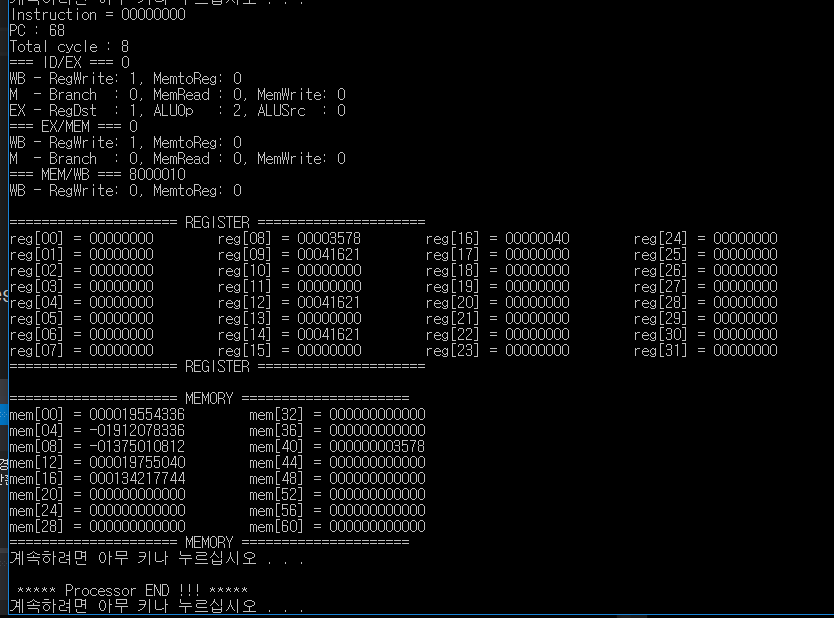 계속하려면 아무 키나 누르십시오 . . .
Instruction = 00000000
PC : 68
Total cycle : 8
=== ID/EX === 0
WB - RegWrite: 1, MemtoReg: 0
M  - Branch  : 0, MemRead : 0, MemWrite: 0
EX - RegDst  : 1, ALUOp   : 2, ALUSrc  : 0
=== EX/MEM === 0
WB - RegWrite: 1, MemtoReg: 0
M  - Branch  : 0, MemRead : 0, MemWrite: 0
=== MEM/WB === 8000010
WB - RegWrite: 0, MemtoReg: 0
===================== REGISTER =====================
reg[00] = 00000000        reg[08] = 00003578        reg[16] = 00000040        reg[24] = 00000000
reg[01] = 00000000        reg[09] = 00041621        reg[17] = 00000000        reg[25] = 00000000
reg[02] = 00000000        reg[10] = 00000000        reg[18] = 00000000        reg[26] = 00000000
reg[03] = 00000000        reg[11] = 00000000        reg[19] = 00000000        reg[27] = 00000000
reg[04] = 00000000        reg[12] = 00041621        reg[20] = 00000000        reg[28] = 00000000
reg[05] = 00000000        reg[13] = 00000000        reg[21] = 00000000        reg[29] = 00000000
reg[06] = 00000000        reg[14] = 00041621        reg[22] = 00000000        reg[30] = 00000000
reg[07] = 00000000        reg[15] = 00000000        reg[23] = 00000000        reg[31] = 00000000
===================== REGISTER =====================
===================== MEMORY =====================
mem[00] = 000019554336        mem[32] = 000000000000
mem[04] = -01912078336        mem[36] = 000000000000
mem[08] = -01375010812        mem[40] = 000000003578
mem[12] = 000019755040        mem[44] = 000000000000
mem[16] = 000134217744        mem[48] = 000000000000
mem[20] = 000000000000        mem[52] = 000000000000
mem[24] = 000000000000        mem[56] = 000000000000
mem[28] = 000000000000        mem[60] = 000000000000
===================== MEMORY =====================
계속하려면 아무 키나 누르십시오 . . .
***** Processor END !!! *****
계속하려면 아무 키나 누르십시오 . . .